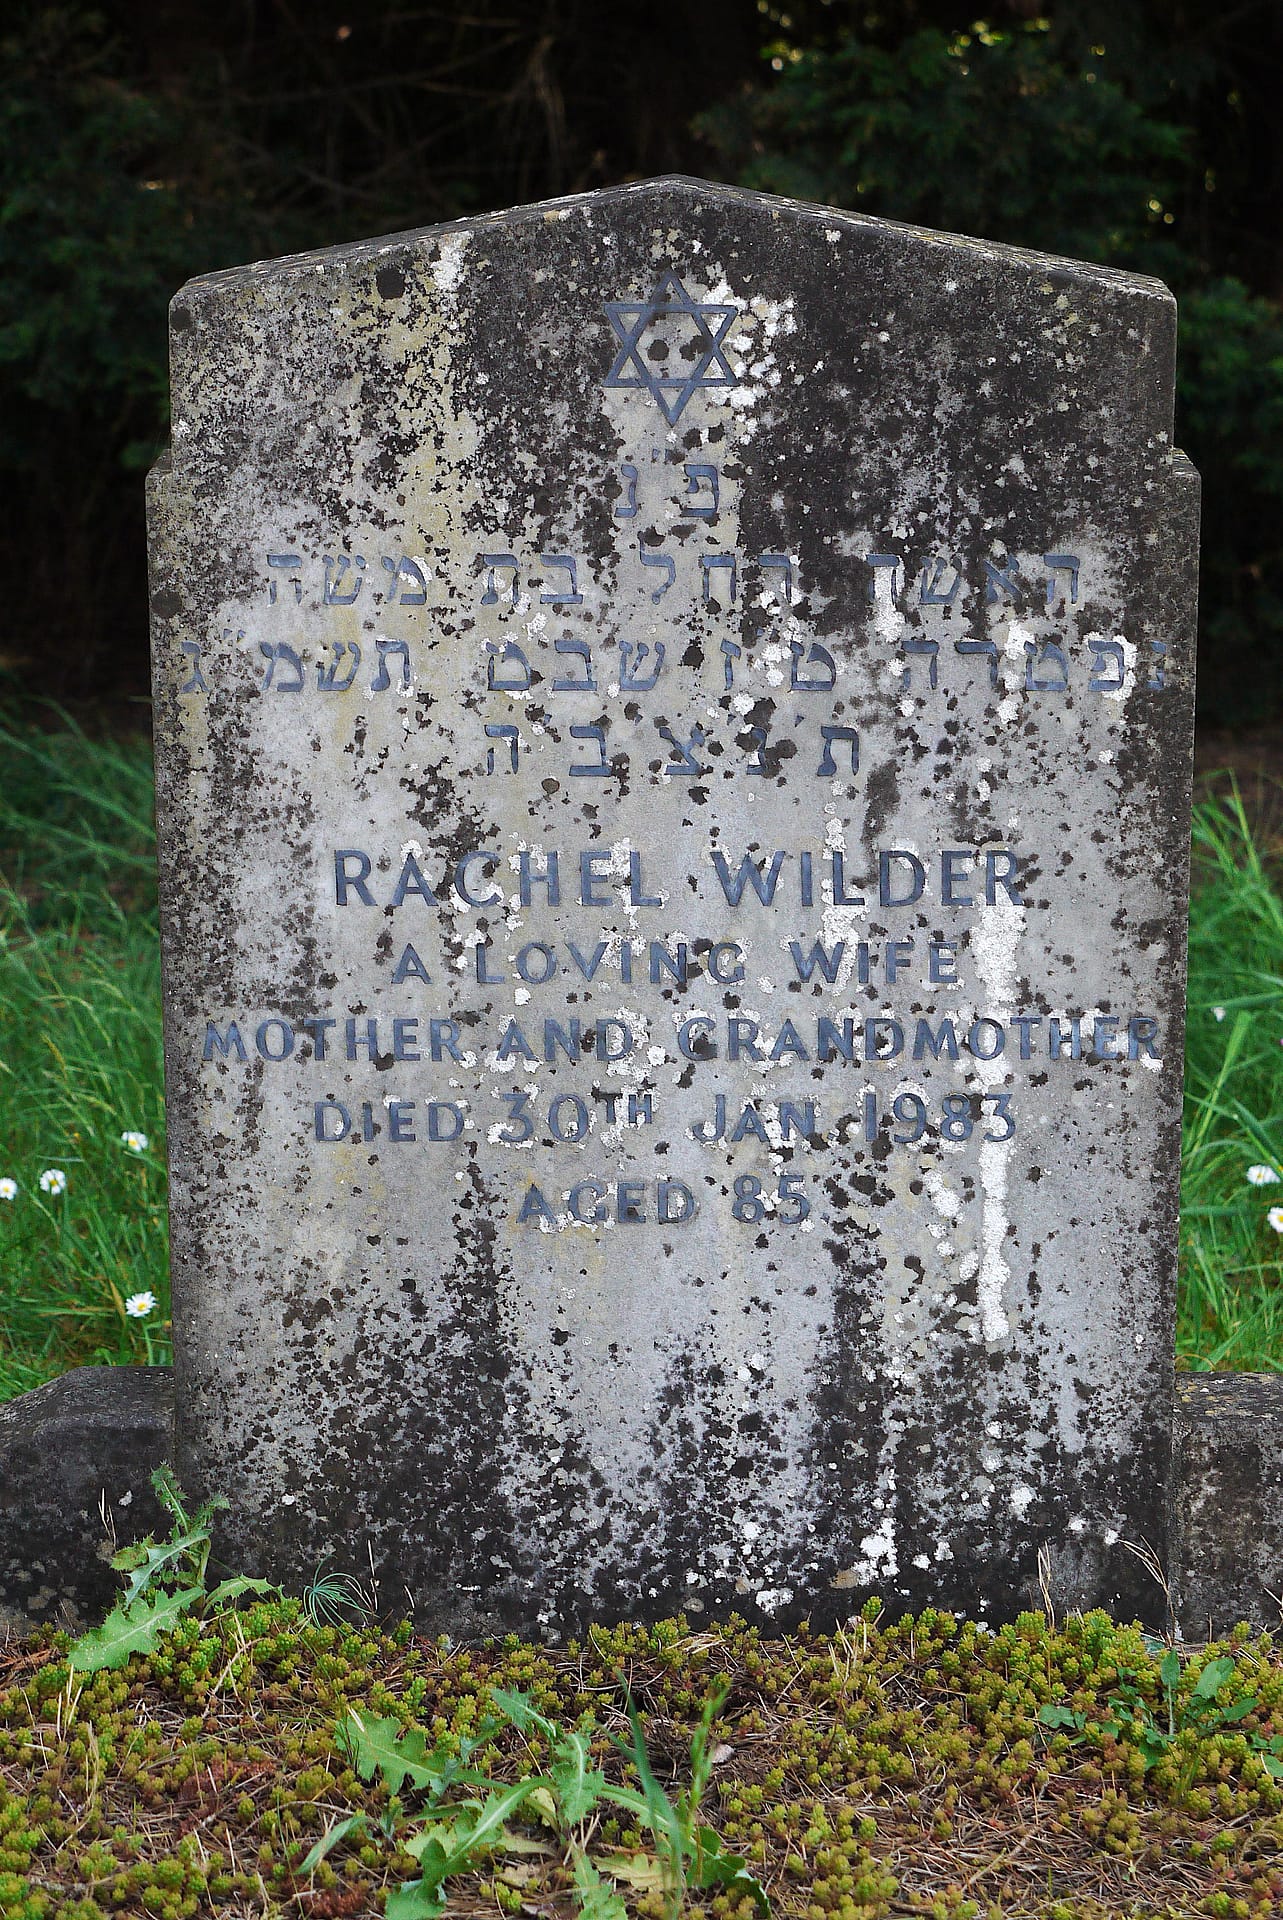 פ"נ
האשה רחל בת משה
נפטרה ט"ז שבט תשמ"ג
ת'נ'צ'ב'ה
RACHEL WILDER
A LOVING WIFE
MOTHER AND GRANDMOTHER
DIED 30TH JAN 1983
AGED 85